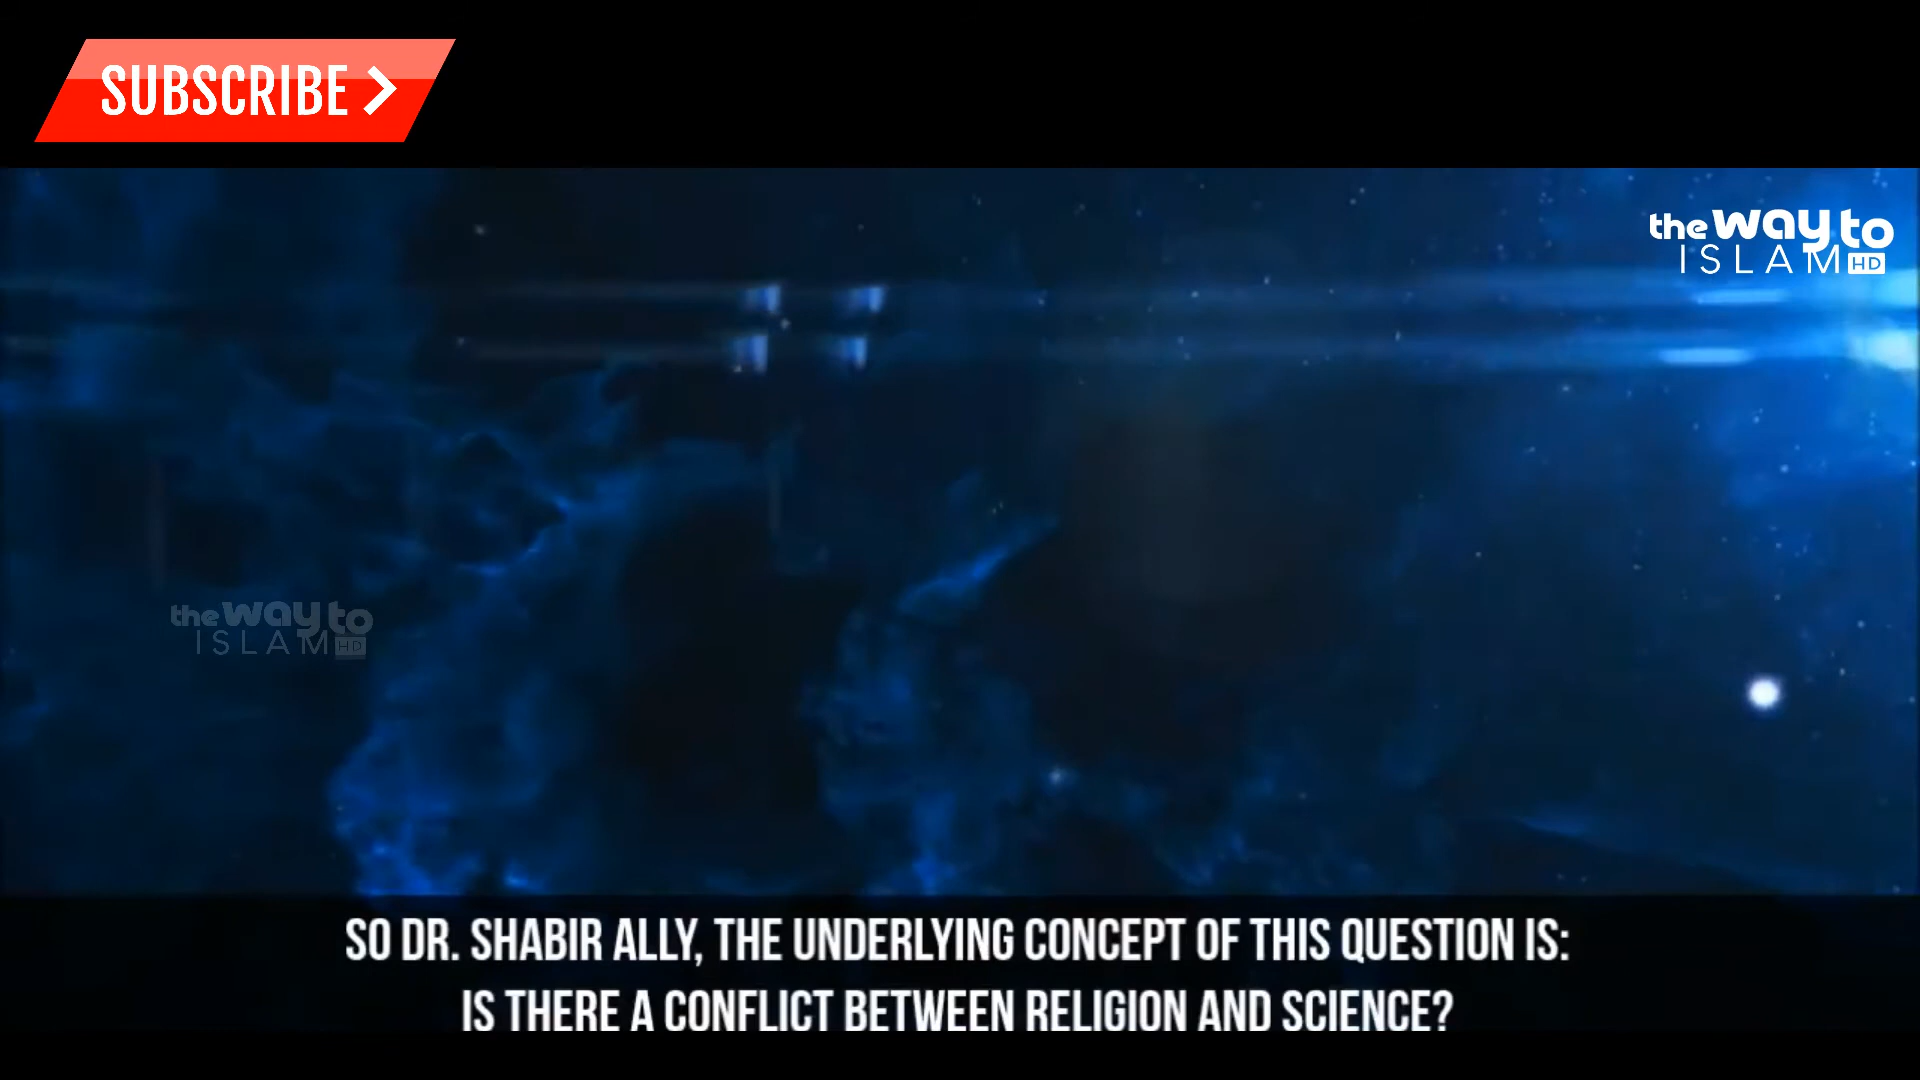 SUBSCRIBE
the way to
ISLAM HD
the way to
ISLAM HD
SO DR. SHABIR ALLY, THE UNDERLYING CONCEPT OF THIS QUESTION IS:
IS THERE A CONFLICT BETWEEN RELIGION AND SCIENCE?